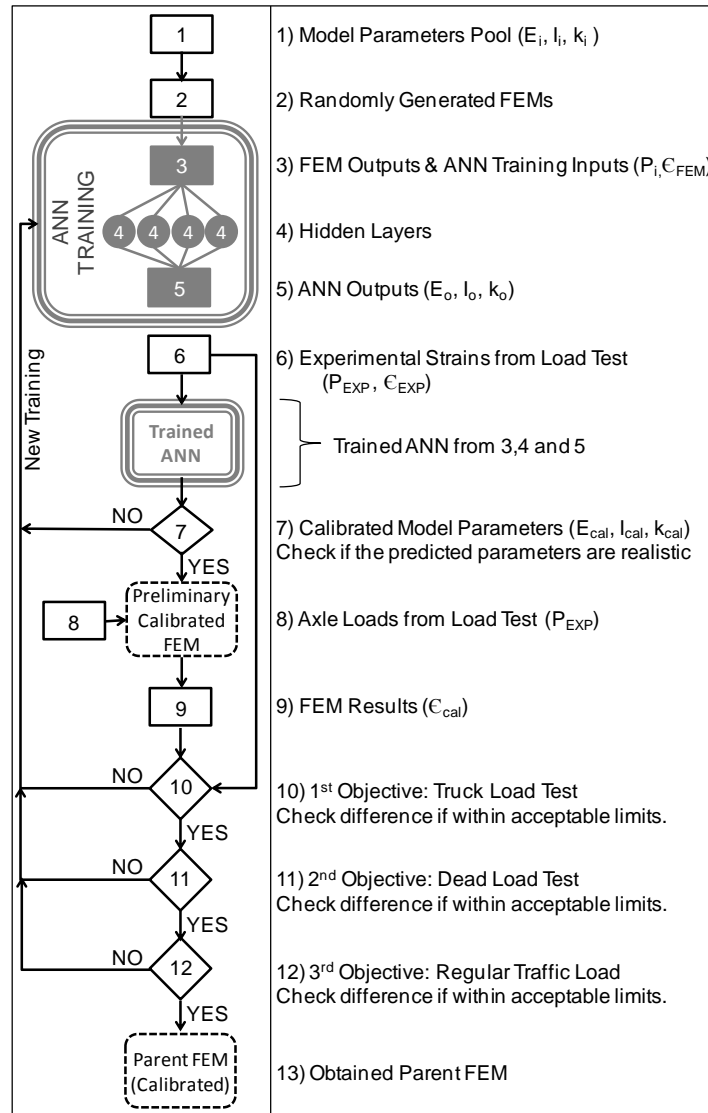 1
1) Model Parameters Pool (Ei, Ii, ki )
2
2) Randomly Generated FEMs
ANN
TRAINING
3
3) FEM Outputs & ANN Training Inputs (Pi,ЄFEM)
4 4 4 4
4) Hidden Layers
5
5) ANN Outputs (Eo, Io, ko)
New Training
6
6) Experimental Strains from Load Test
(PEXP, ЄEXP)
Trained
ANN
Trained ANN from 3,4 and 5
NO
7
YES
7) Calibrated Model Parameters (Ecal, Ical, kcal)
Check if the predicted parameters are realistic
8
Preliminary
Calibrated
FEM
8) Axle Loads from Load Test (PEXP)
9
9) FEM Results (Єcal)
NO
10
YES
10) 1st Objective: Truck Load Test
Check difference if within acceptable limits.
NO
11
YES
11) 2nd Objective: Dead Load Test
Check difference if within acceptable limits.
NO
12
YES
12) 3rd Objective: Regular Traffic Load
Check difference if within acceptable limits.
Parent FEM
(Calibrated)
13) Obtained Parent FEM